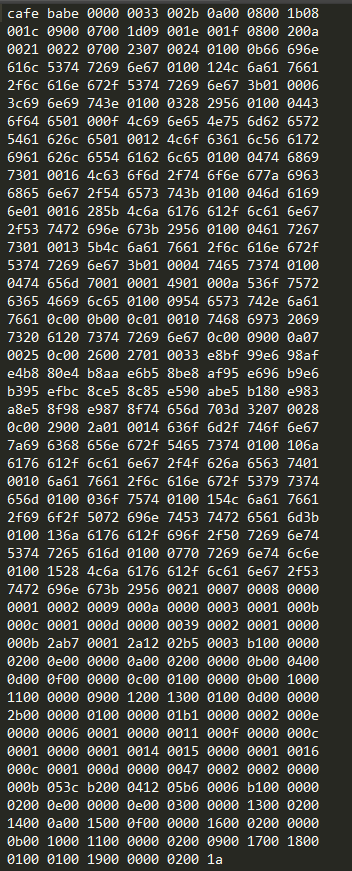 cafe babe 0000 0033 002b 0a00 0800 1b08
001c 0900 0700 1d09 001e 001f 0800 200a
0021 0022 0700 2307 0024 0100 0b66 696e
616c 5374 7269 6e67 0100 124c 6a61 7661
2f6c 616e 672f 5374 7269 6e67 3b01 0006
3c69 6e69 743e 0100 0328 2956 0100 0443
6f64 6501 000f 4c69 6e65 4e75 6d62 6572
5461 626c 6501 0012 4c6f 6361 6c56 6172
6961 626c 6554 6162 6c65 0100 0474 6869
7301 0016 4c63 6f6d 2f74 6f6e 677a 6963
6865 6e67 2f54 6573 743b 0100 046d 6169
6e01 0016 285b 4c6a 6176 612f 6c61 6e67
2f53 7472 696e 673b 2956 0100 0461 7267
7301 0013 5b4c 6a61 7661 2f6c 616e 672f
5374 7269 6e67 3b01 0004 7465 7374 0100
0474 656d 7001 0001 4901 000a 536f 7572
6365 4669 6c65 0100 0954 6573 742e 6a61
7661 0c00 0b00 0c01 0010 7468 6973 2069
7320 6120 7374 7269 6e67 0c00 0900 0a07
0025 0c00 2600 2701 0033 e8bf 99e6 98af
e4b8 80e4 b8aa e6b5 8be8 af95 e696 b9e6
b395 efbc 8ce5 8c85 e590 abe5 b180 e983
a8e5 8f98 e987 8f74 656d 703d 3207 0028
0c00 2900 2a01 0014 636f 6d2f 746f 6e67
7a69 6368 656e 672f 5465 7374 0100 106a
6176 612f 6c61 6e67 2f4f 626a 6563 7401
0010 6a61 7661 2f6c 616e 672f 5379 7374
656d 0100 036f 7574 0100 154c 6a61 7661
2f69 6f2f 5072 696e 7453 7472 6561 6d3b
0100 136a 6176 612f 696f 2f50 7269 6e74
5374 7265 616d 0100 0770 7269 6e74 6c6e
0100 1528 4c6a 6176 612f 6c61 6e67 2f53
7472 696e 673b 2956 0021 0007 0008 0000
0001 0002 0009 000a 0000 0003 0001 000b
000c 0001 000d 0000 0039 0002 0001 0000
000b 2ab7 0001 2a12 02b5 0003 b100 0000
0200 0e00 0000 0a00 0200 0000 0b00 0400
0d00 0f00 0000 0c00 0100 0000 0b00 1000
1100 0000 0900 1200 1300 0100 0d00 0000
2b00 0000 0100 0000 01b1 0000 0002 000e
0000 0006 0001 0000 0011 000f 0000 000c
0001 0000 0001 0014 0015 0000 0001 0016
000c 0001 000d 0000 0047 0002 0002 0000
000b 053c b200 0412 05b6 0006 b100 0000
0200 0e00 0000 0e00 0300 0000 1300 0200
1400 0a00 1500 0f00 0000 1600 0200 0000
0b00 1000 1100 0000 0200 0900 1700 1800
0100 0100 1900 0000 0200 1a